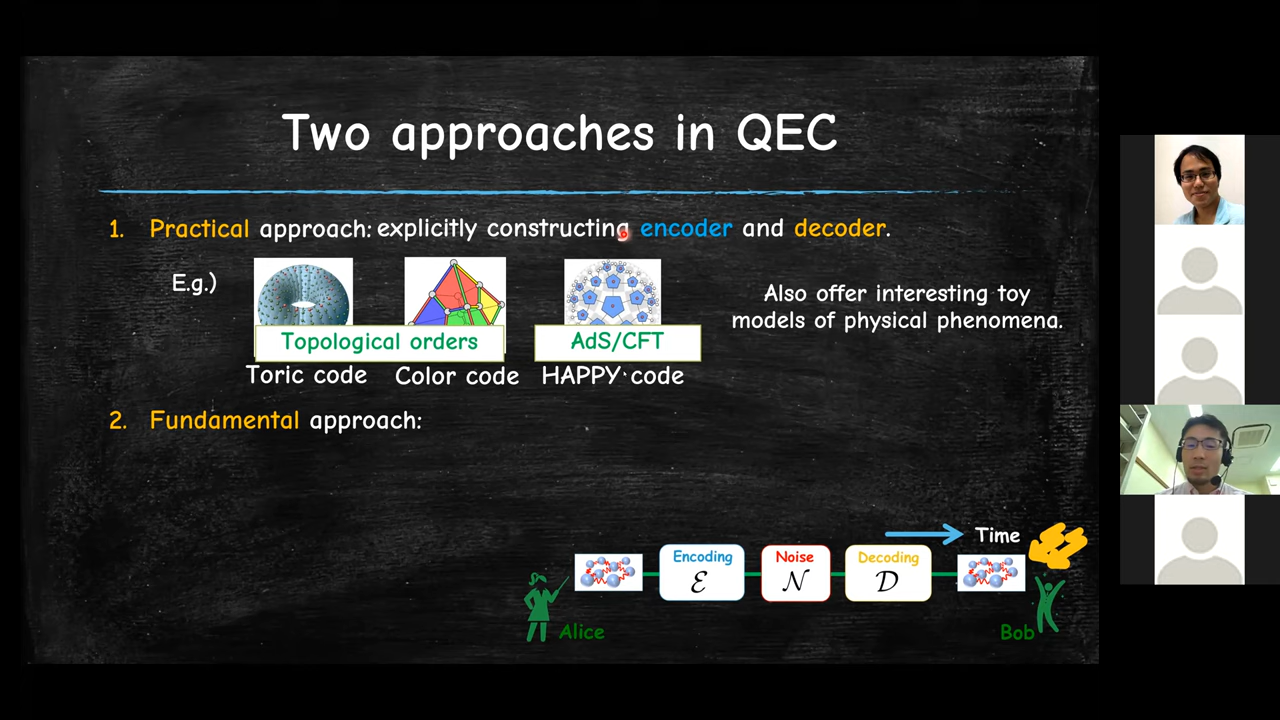 Two approaches in QEC
1. Practical approach: explicitly constructing encoder and decoder.
E.g.)
Also offer interesting toy
models of physical phenomena.
Topological orders
AdS/CFT
Toric code
Color code
HAPPY code
2. Fundamental approach:
Time
Encoding
Noise
Decoding
ℰ
𝒩
𝒟
Alice
Bob